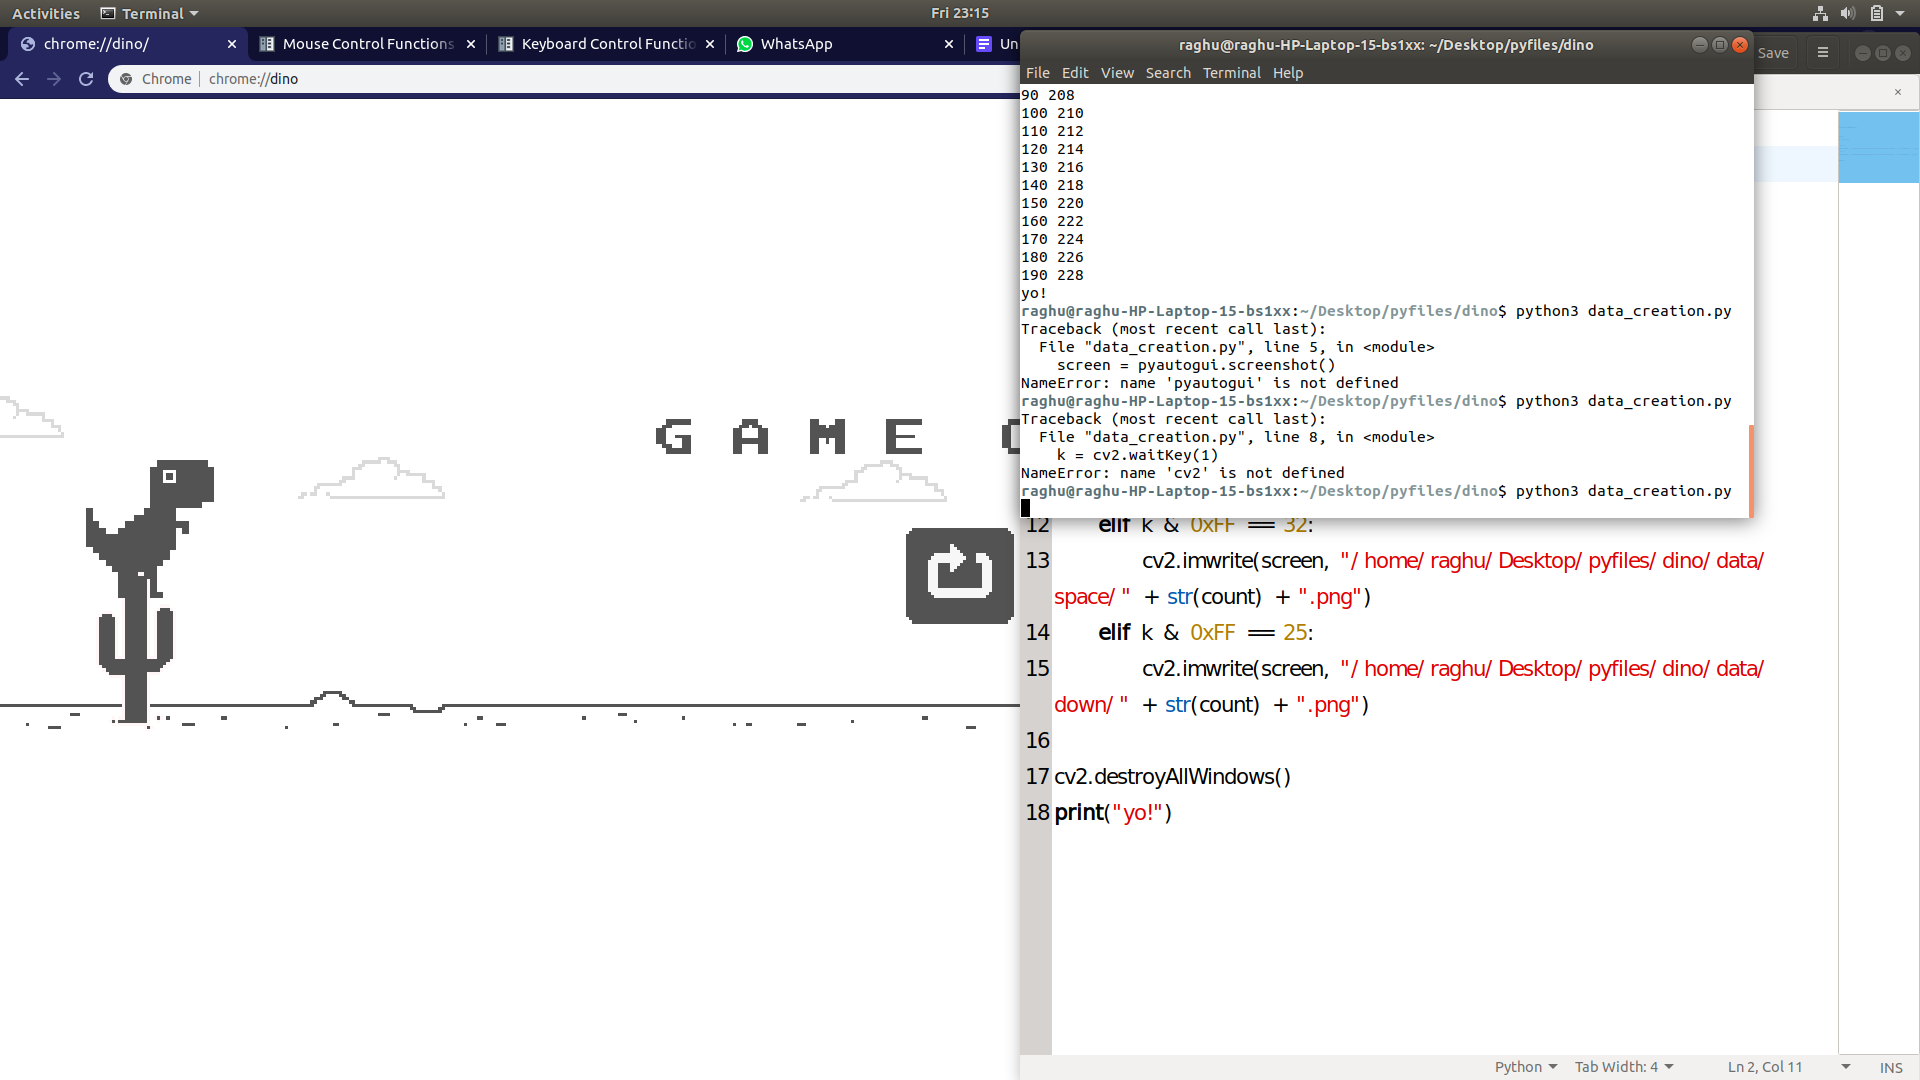 Activities Terminal Fri 23:15
chrome://dino/ Mouse Control Functions Keyboard Control Functio WhatsApp Un
Chrome chrome://dino
raghu@raghu-HP-Laptop-15-bs1xx: ~/Desktop/pyfiles/dino
Save
File Edit View Search Terminal Help
90 208
100 210
110 212
120 214
130 216
140 218
150 220
160 222
170 224
180 226
190 228
yo!
raghu@raghu-HP-Laptop-15-bs1xx:~/Desktop/pyfiles/dino$ python3 data_creation.py
Traceback (most recent call last):
  File "data_creation.py", line 5, in <module>
    screen = pyautogui.screenshot()
NameError: name 'pyautogui' is not defined
raghu@raghu-HP-Laptop-15-bs1xx:~/Desktop/pyfiles/dino$ python3 data_creation.py
Traceback (most recent call last):
  File "data_creation.py", line 8, in <module>
    k = cv2.waitKey(1)
NameError: name 'cv2' is not defined
raghu@raghu-HP-Laptop-15-bs1xx:~/Desktop/pyfiles/dino$ python3 data_creation.py
GAME
12 elif k & 0xFF == 32:
13 cv2.imwrite(screen, "/home/raghu/Desktop/pyfiles/dino/data/
space/" + str(count) + ".png")
14 elif k & 0xFF == 25:
15 cv2.imwrite(screen, "/home/raghu/Desktop/pyfiles/dino/data/
down/" + str(count) + ".png")
16
17 cv2.destroyAllWindows()
18 print("yo!")
Python Tab Width: 4 Ln 2, Col 11 INS